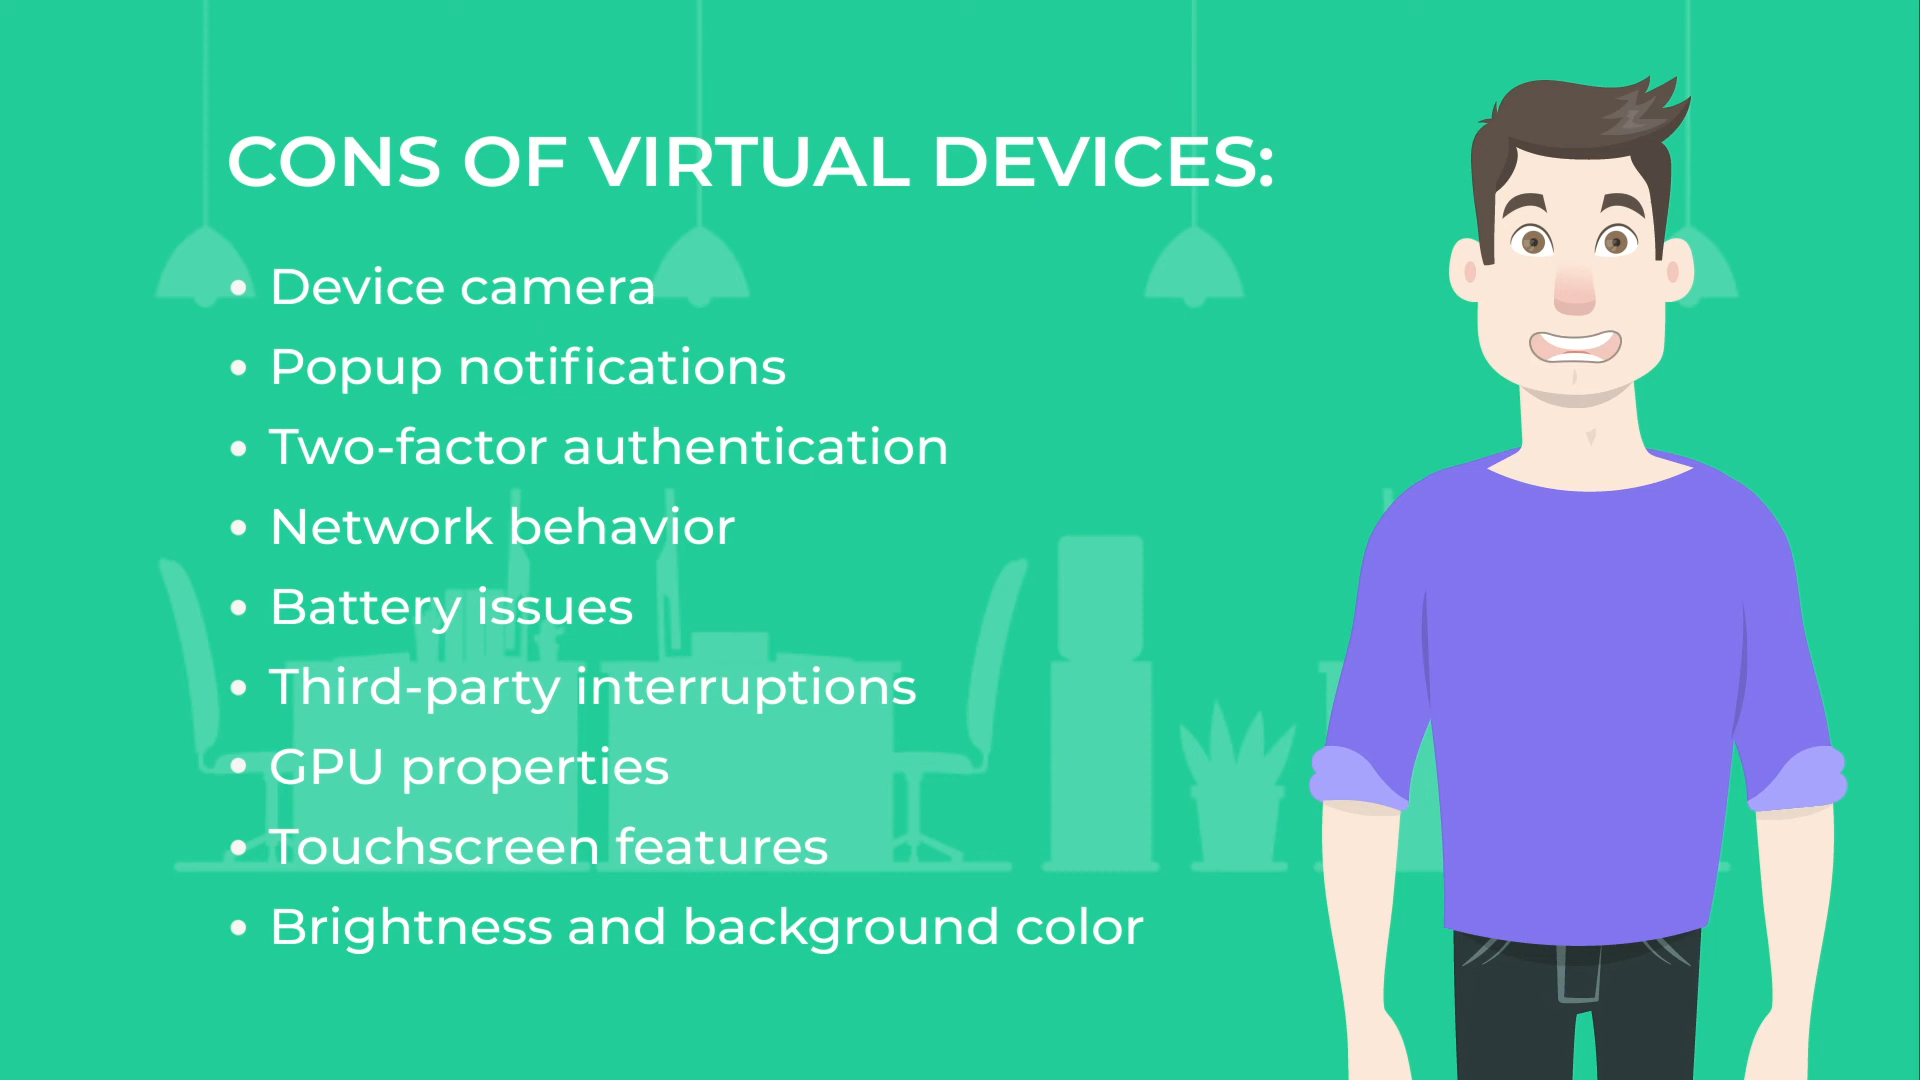 CONS OF VIRTUAL DEVICES:
• Device camera
• Popup notifications
• Two-factor authentication
• Network behavior
• Battery issues
• Third-party interruptions
• GPU properties
• Touchscreen features
• Brightness and background color